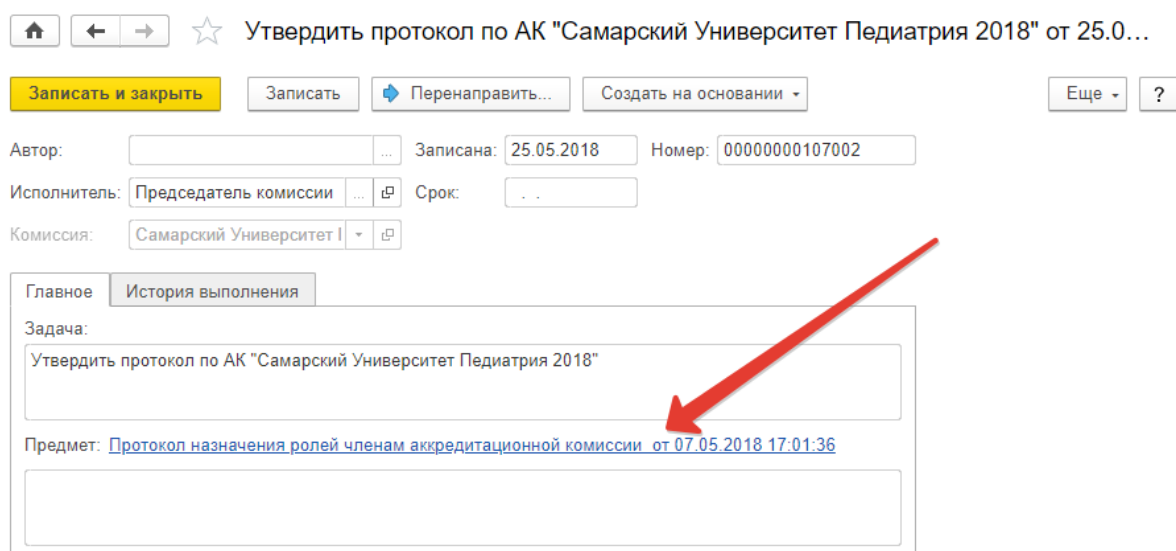 Утвердить протокол по АК "Самарский Университет Педиатрия 2018" от 25.0...
Записать и закрыть Записать Перенаправить... Создать на основании Еще ?
Автор: ... Записана: 25.05.2018 Номер: 00000000107002
Исполнитель: Председатель комиссии ... Срок: . .
Комиссия: Самарский Университет
Главное История выполнения
Задача:
Утвердить протокол по АК "Самарский Университет Педиатрия 2018"
Предмет: Протокол назначения ролей членам аккредитационной комиссии от 07.05.2018 17:01:36